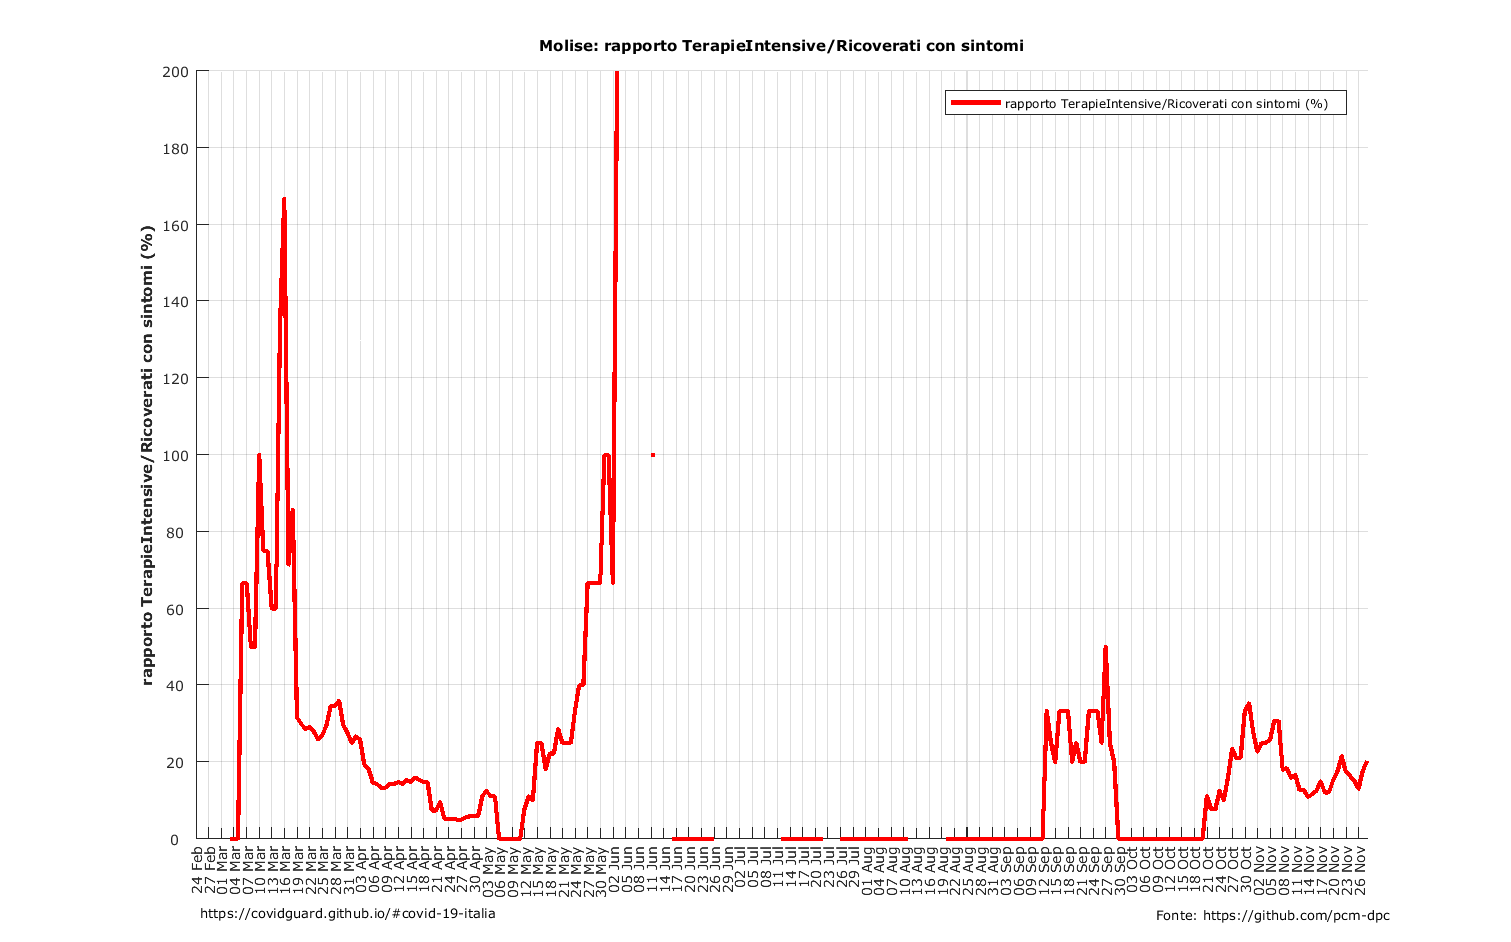 Molise: rapporto TerapieIntensive/Ricoverati con sintomi
rapporto TerapieIntensive/Ricoverati con sintomi (%)
rapporto TerapieIntensive/Ricoverati con sintomi (%)
200
180
160
140
120
100
80
60
40
20
0
24 Feb
27 Feb
01 Mar
04 Mar
07 Mar
10 Mar
13 Mar
16 Mar
19 Mar
22 Mar
25 Mar
28 Mar
31 Mar
03 Apr
06 Apr
09 Apr
12 Apr
15 Apr
18 Apr
21 Apr
24 Apr
27 Apr
30 Apr
03 May
06 May
09 May
12 May
15 May
18 May
21 May
24 May
27 May
30 May
02 Jun
05 Jun
08 Jun
11 Jun
14 Jun
17 Jun
20 Jun
23 Jun
26 Jun
29 Jun
02 Jul
05 Jul
08 Jul
11 Jul
14 Jul
17 Jul
20 Jul
23 Jul
26 Jul
29 Jul
01 Aug
04 Aug
07 Aug
10 Aug
13 Aug
16 Aug
19 Aug
22 Aug
25 Aug
28 Aug
31 Aug
03 Sep
06 Sep
09 Sep
12 Sep
15 Sep
18 Sep
21 Sep
24 Sep
27 Sep
30 Sep
03 Oct
06 Oct
09 Oct
12 Oct
15 Oct
18 Oct
21 Oct
24 Oct
27 Oct
30 Oct
02 Nov
05 Nov
08 Nov
11 Nov
14 Nov
17 Nov
20 Nov
23 Nov
26 Nov
https://covidguard.github.io/#covid-19-italia
Fonte: https://github.com/pcm-dpc